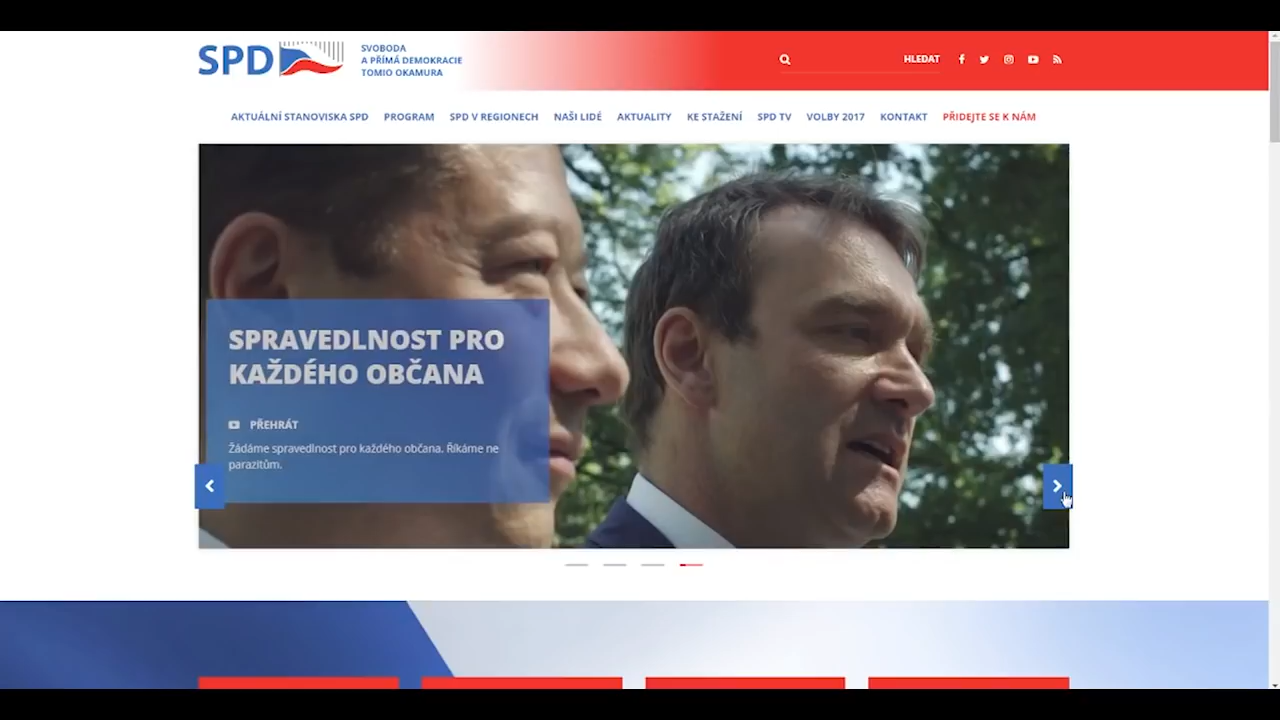 SPD
SVOBODA
A PŘÍMÁ DEMOKRACIE
TOMIO OKAMURA
HLEDAT
AKTUÁLNÍ STANOVISKA SPD PROGRAM SPD V REGIONECH NAŠI LIDÉ AKTUALITY KE STAŽENÍ SPD TV VOLBY 2017 KONTAKT PŘIDEJTE SE K NÁM
SPRAVEDLNOST PRO
KAŽDÉHO OBČANA
PŘEHRÁT
Žádáme spravedlnost pro každého občana. Říkáme ne
parazitům.